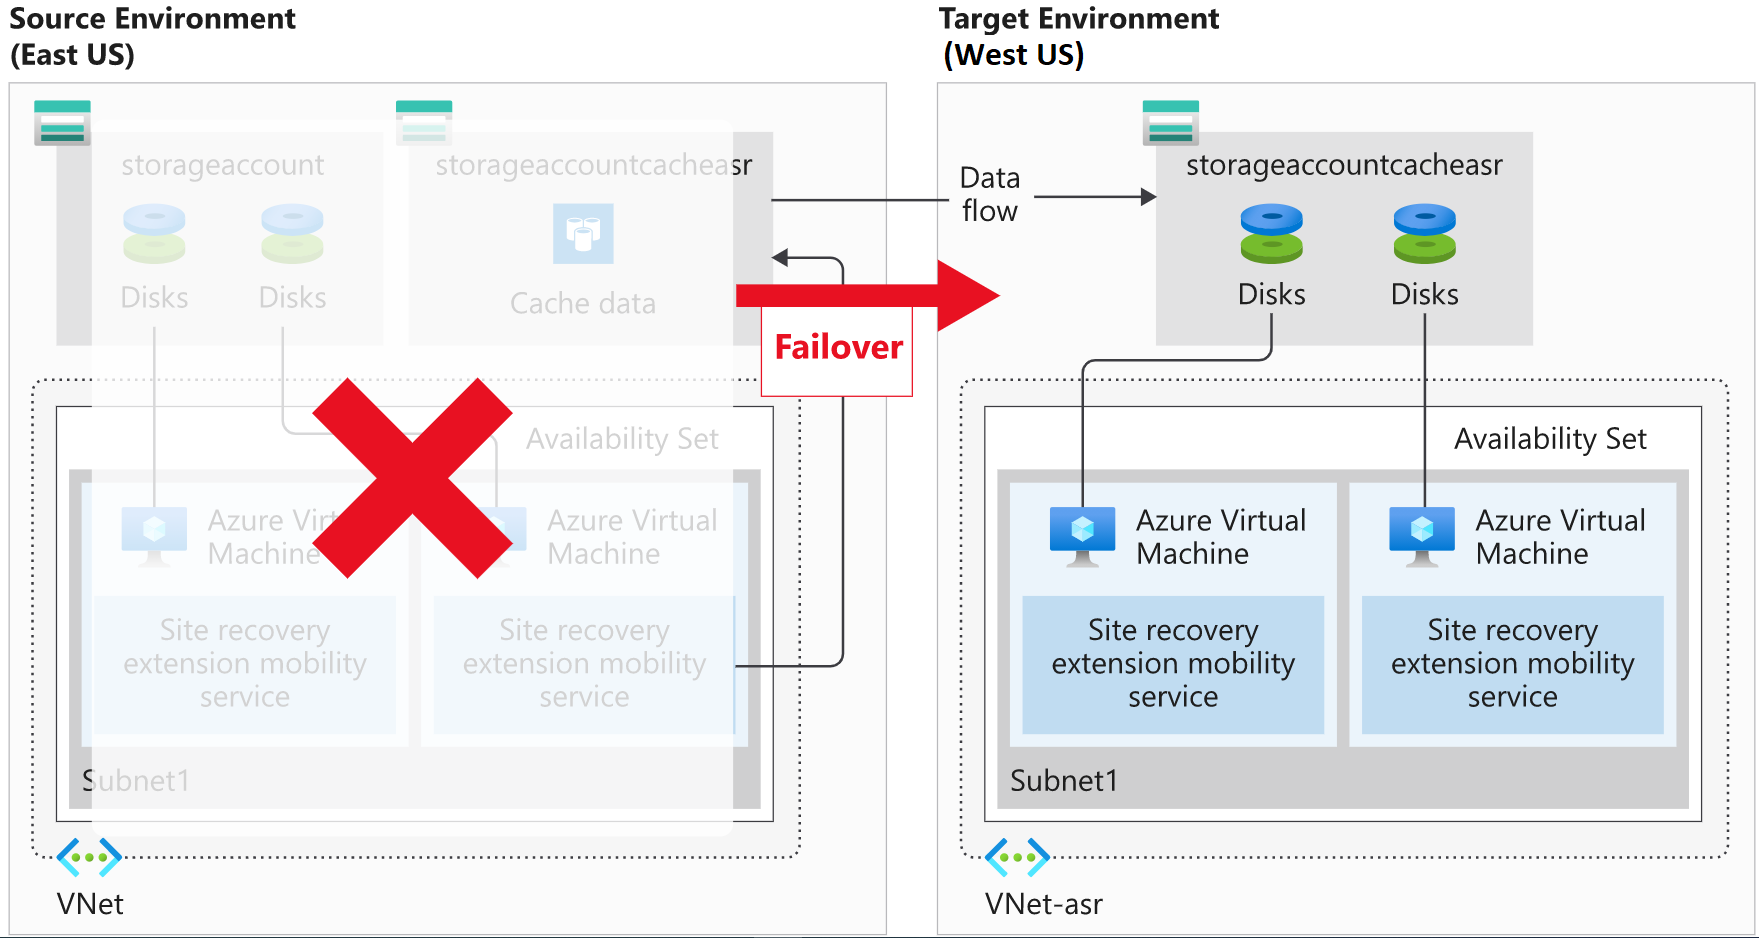 Source Environment
(East US)
storageaccount
Disks
Disks
storageaccountcacheasr
Cache data
Availability Set
Azure Virtual
Machine
Site recovery
extension mobility
service
Azure Virtual
Machine
Site recovery
extension mobility
service
Subnet1
VNet
Data
flow
Failover
Target Environment
(West US)
storageaccountcacheasr
Disks
Disks
Availability Set
Azure Virtual
Machine
Site recovery
extension mobility
service
Azure Virtual
Machine
Site recovery
extension mobility
service
Subnet1
VNet-asr